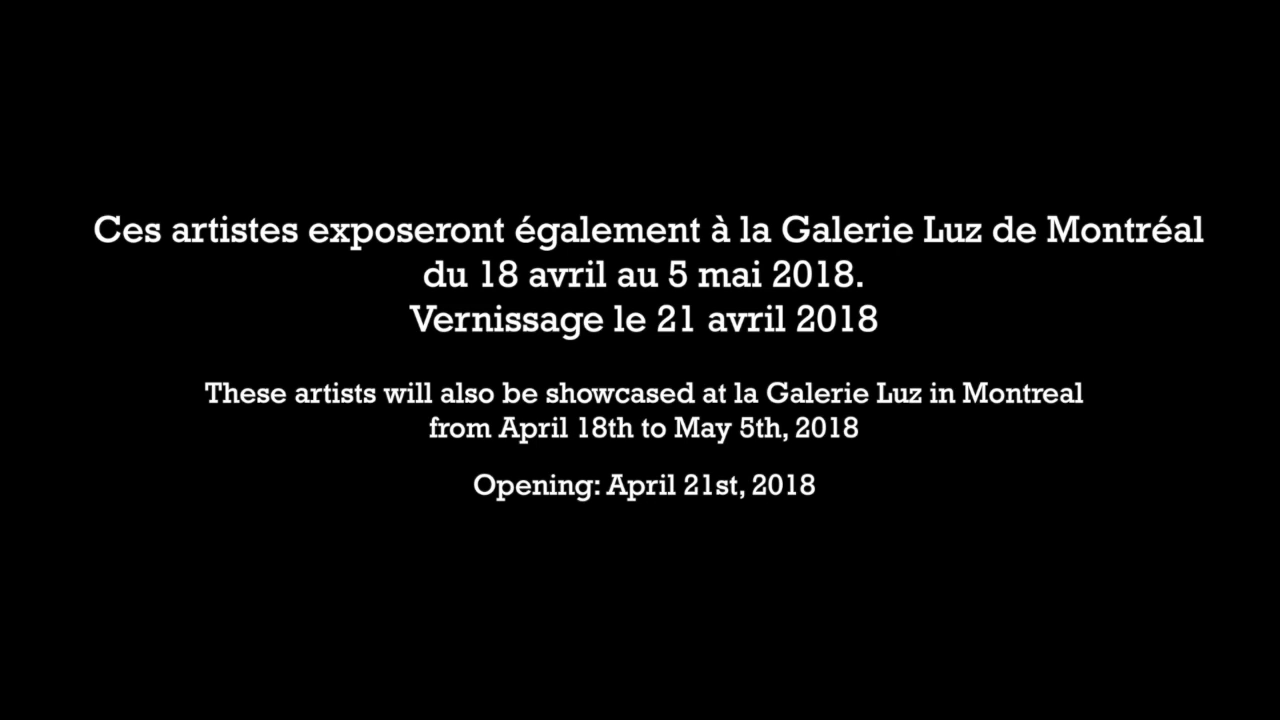 Ces artistes exposeront également à la Galerie Luz de Montréal
du 18 avril au 5 mai 2018.
Vernissage le 21 avril 2018
These artists will also be showcased at la Galerie Luz in Montreal
from April 18th to May 5th, 2018
Opening: April 21st, 2018